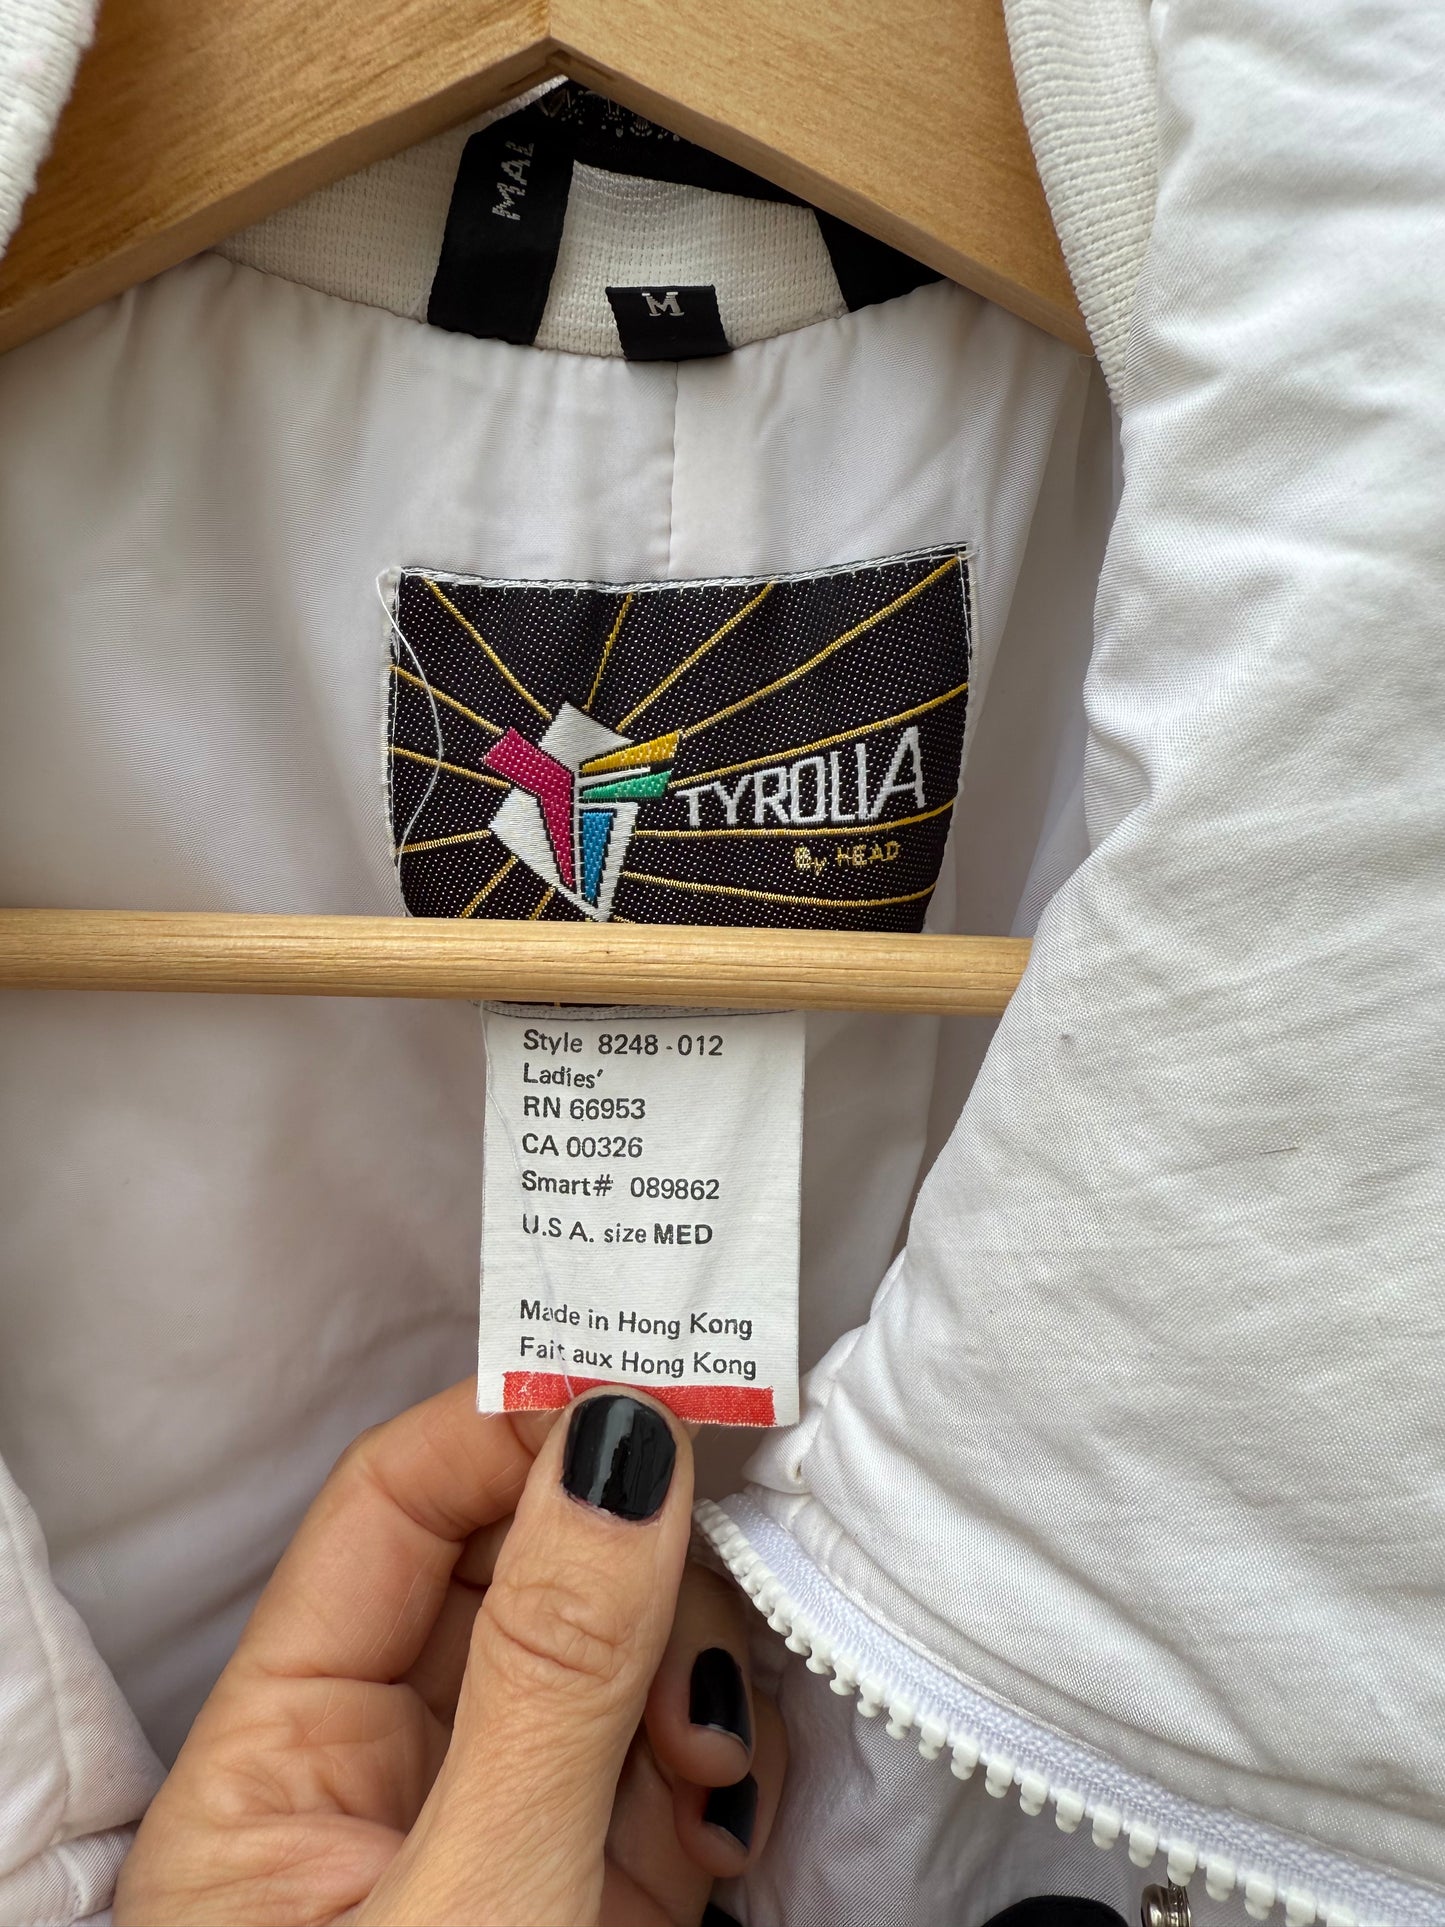 M
TYROLIA
By HEAD
Style 8248-012
Ladies'
RN 66953
CA 00326
Smart# 089862
U.S A. size MED
Made in Hong Kong
Fait aux Hong Kong